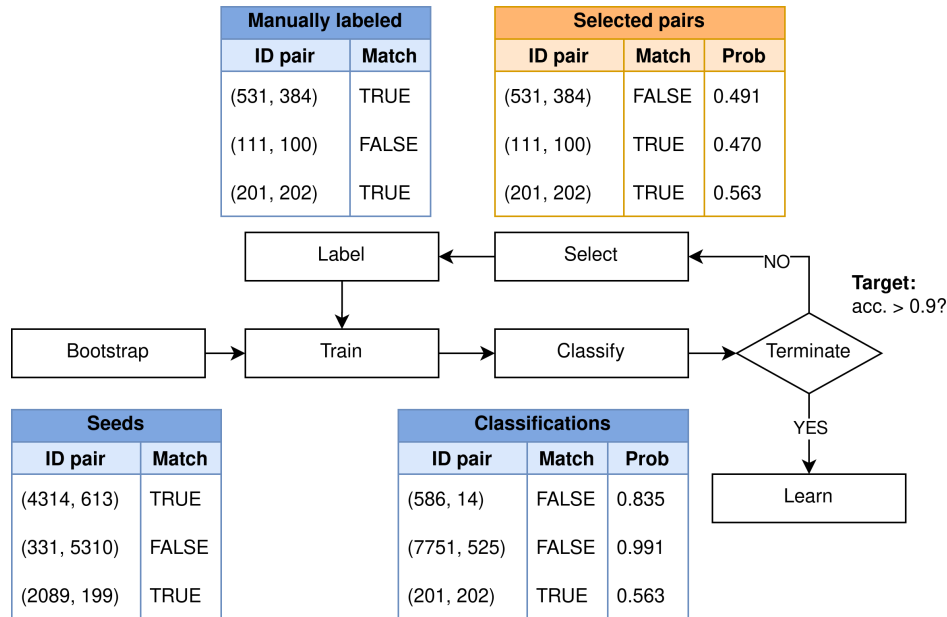 Manually labeled
ID pair Match
(531, 384) TRUE
(111, 100) FALSE
(201, 202) TRUE
Selected pairs
ID pair Match Prob
(531, 384) FALSE 0.491
(111, 100) TRUE 0.470
(201, 202) TRUE 0.563
Label
Select
NO
Target:
acc. > 0.9?
Bootstrap
Train
Classify
Terminate
YES
Learn
Seeds
ID pair Match
(4314, 613) TRUE
(331, 5310) FALSE
(2089, 199) TRUE
Classifications
ID pair Match Prob
(586, 14) FALSE 0.835
(7751, 525) FALSE 0.991
(201, 202) TRUE 0.563